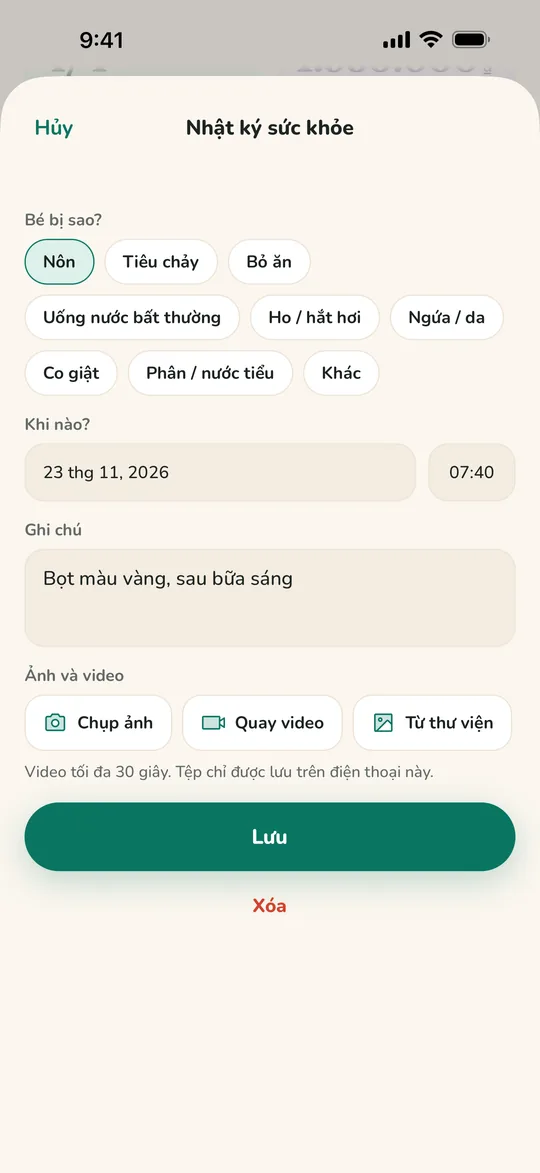 9:41
Hủy
Nhật ký sức khỏe
Bé bị sao?
Nôn
Tiêu chảy
Bỏ ăn
Uống nước bất thường
Ho / hắt hơi
Ngứa / da
Co giật
Phân / nước tiểu
Khác
Khi nào?
23 thg 11, 2026
07:40
Ghi chú
Bọt màu vàng, sau bữa sáng
Ảnh và video
Chụp ảnh
Quay video
Từ thư viện
Video tối đa 30 giây. Tệp chỉ được lưu trên điện thoại này.
Lưu
Xóa